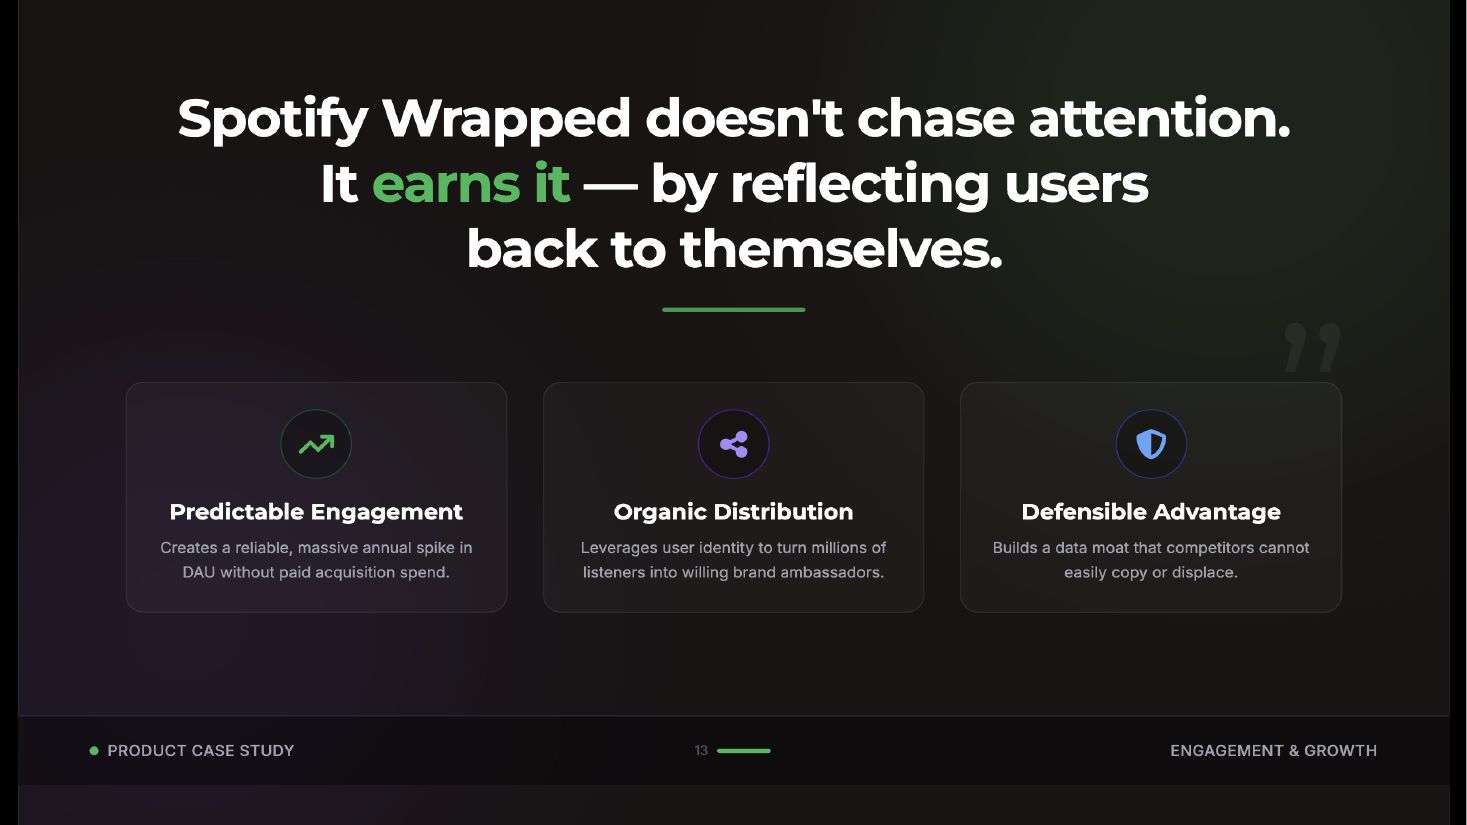 Spotify Wrapped doesn't chase attention.
It earns it — by reflecting users
back to themselves.
”
Predictable Engagement
Creates a reliable, massive annual spike in
DAU without paid acquisition spend.
Organic Distribution
Leverages user identity to turn millions of
listeners into willing brand ambassadors.
Defensible Advantage
Builds a data moat that competitors cannot
easily copy or displace.
PRODUCT CASE STUDY
13
ENGAGEMENT & GROWTH